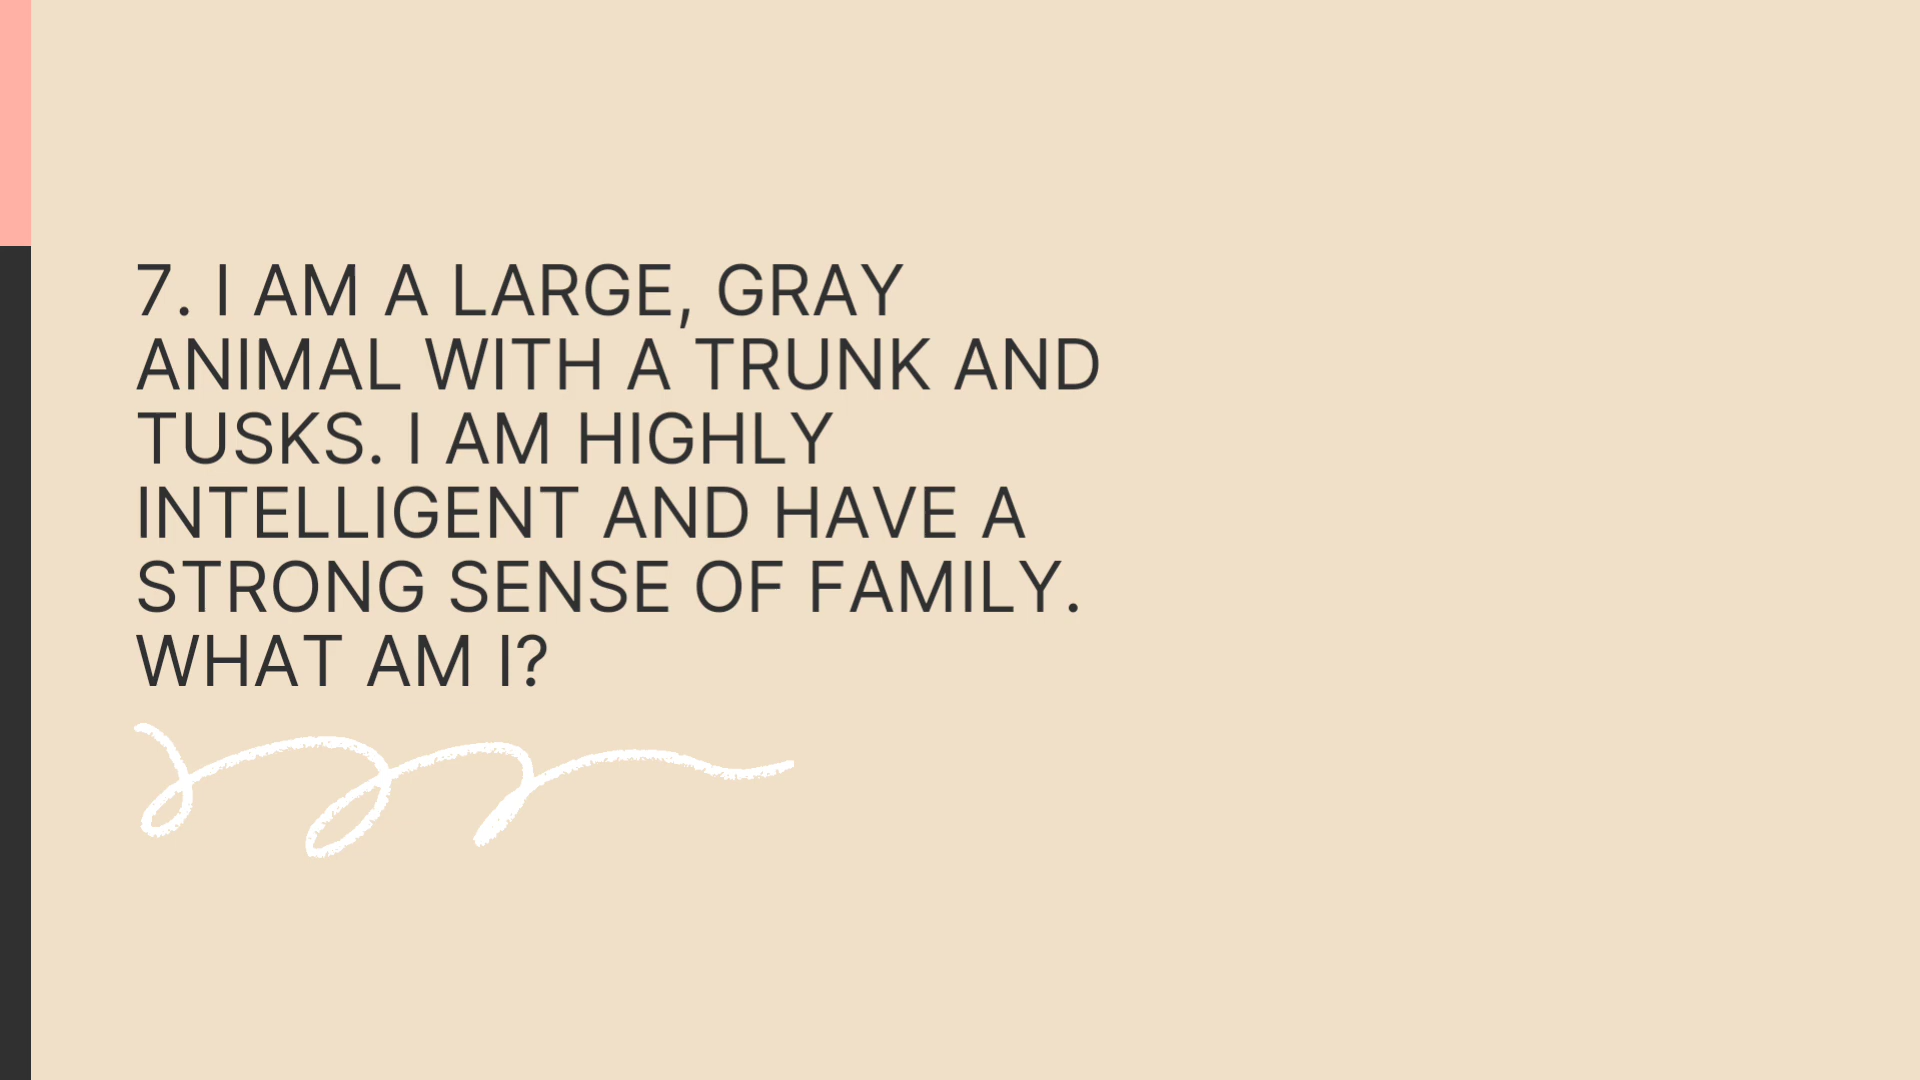 7. I AM A LARGE, GRAY
ANIMAL WITH A TRUNK AND
TUSKS. I AM HIGHLY
INTELLIGENT AND HAVE A
STRONG SENSE OF FAMILY.
WHAT AM I?